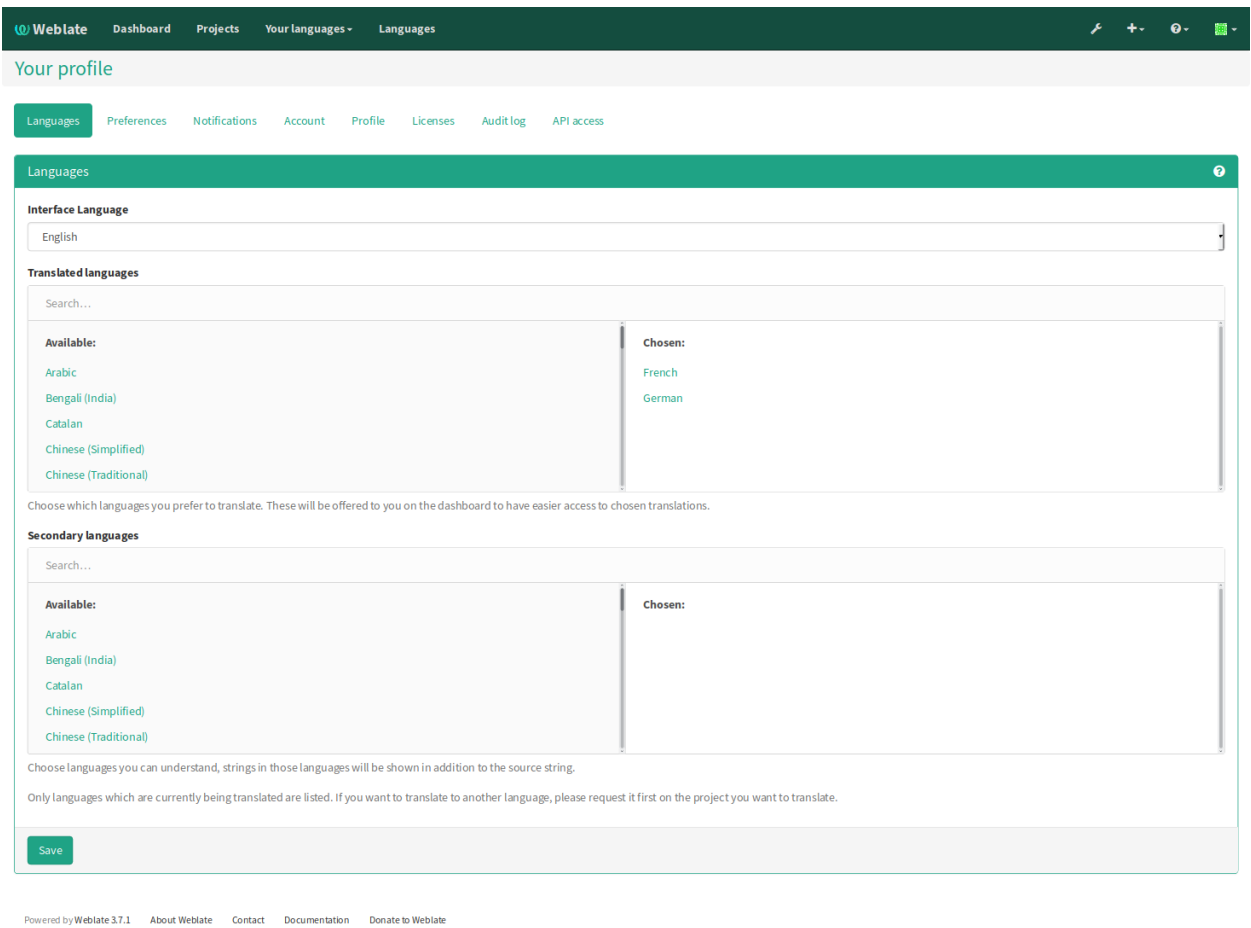 Weblate Dashboard Projects Your languages Languages
Your profile
Languages Preferences Notifications Account Profile Licenses Audit log API access
Languages
Interface Language
English
Translated languages
Search…
Available: Chosen:
Arabic French
Bengali (India) German
Catalan
Chinese (Simplified)
Chinese (Traditional)
Choose which languages you prefer to translate. These will be offered to you on the dashboard to have easier access to chosen translations.
Secondary languages
Search…
Available: Chosen:
Arabic
Bengali (India)
Catalan
Chinese (Simplified)
Chinese (Traditional)
Choose languages you can understand, strings in those languages will be shown in addition to the source string.
Only languages which are currently being translated are listed. If you want to translate to another language, please request it first on the project you want to translate.
Save
Powered by Weblate 3.7.1 About Weblate Contact Documentation Donate to Weblate